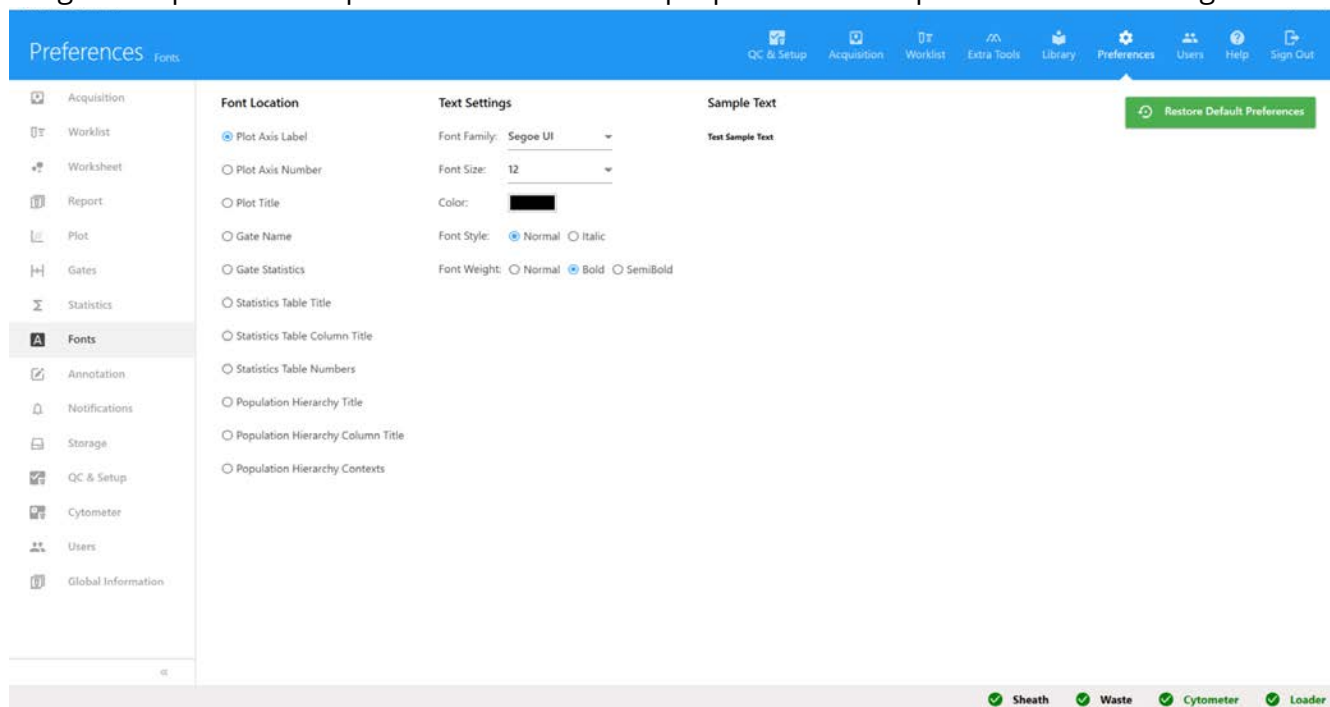 Preferences Fonts
QC & Setup Acquisition Worklist Extra Tools Library Preferences Users Help Sign Out
Acquisition
Worklist
Worksheet
Report
Plot
Gates
Statistics
Fonts
Annotation
Notifications
Storage
QC & Setup
Cytometer
Users
Global Information
Font Location
Plot Axis Label
Plot Axis Number
Plot Title
Gate Name
Gate Statistics
Statistics Table Title
Statistics Table Column Title
Statistics Table Numbers
Population Hierarchy Title
Population Hierarchy Column Title
Population Hierarchy Contexts
Text Settings
Font Family: Segoe UI
Font Size: 12
Color:
Font Style: Normal Italic
Font Weight: Normal Bold SemiBold
Sample Text
Test Sample Text
Restore Default Preferences
Sheath Waste Cytometer Loader